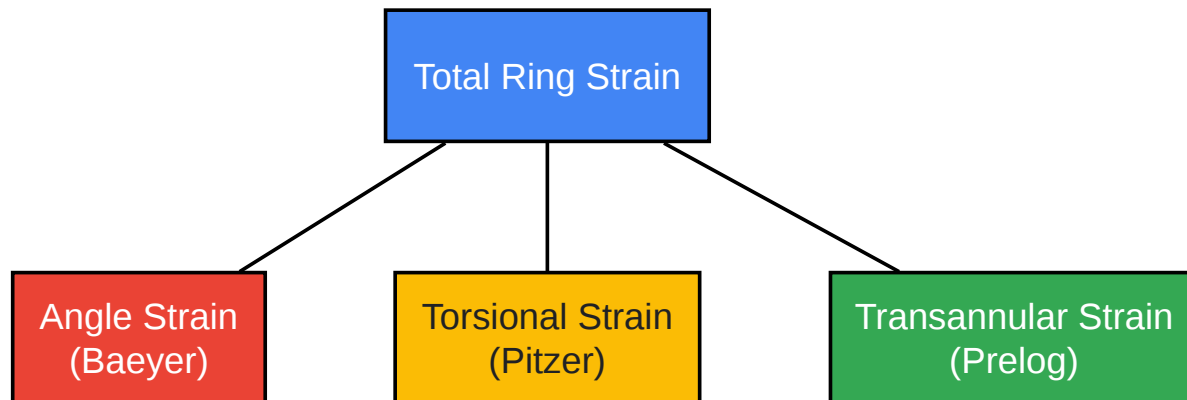 Total Ring Strain
Angle Strain
(Baeyer)
Torsional Strain
(Pitzer)
Transannular Strain
(Prelog)